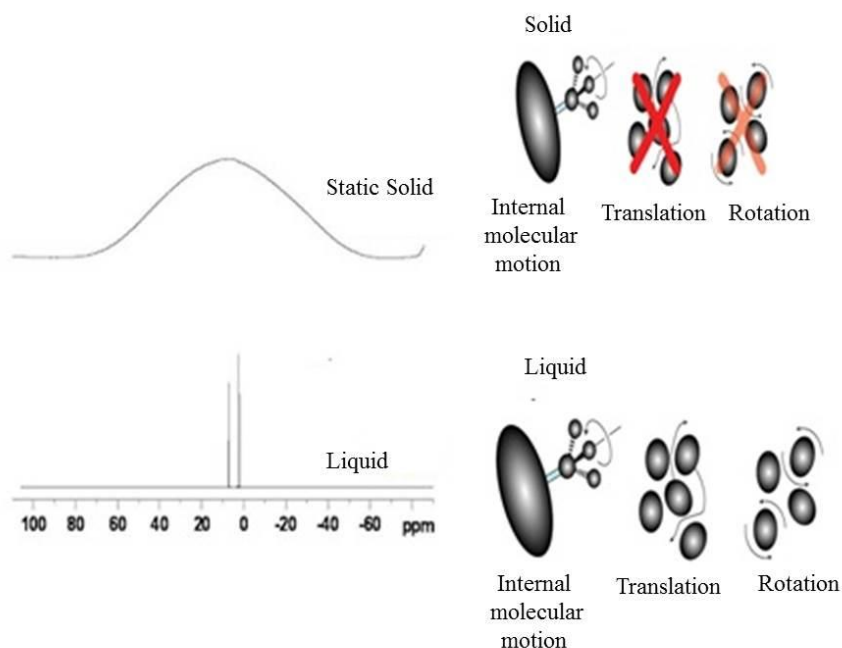 Solid
Static Solid
Internal
molecular
motion
Translation
Rotation
Liquid
Liquid
100 80 60 40 20 0 -20 -40 -60 ppm
Internal
molecular
motion
Translation
Rotation